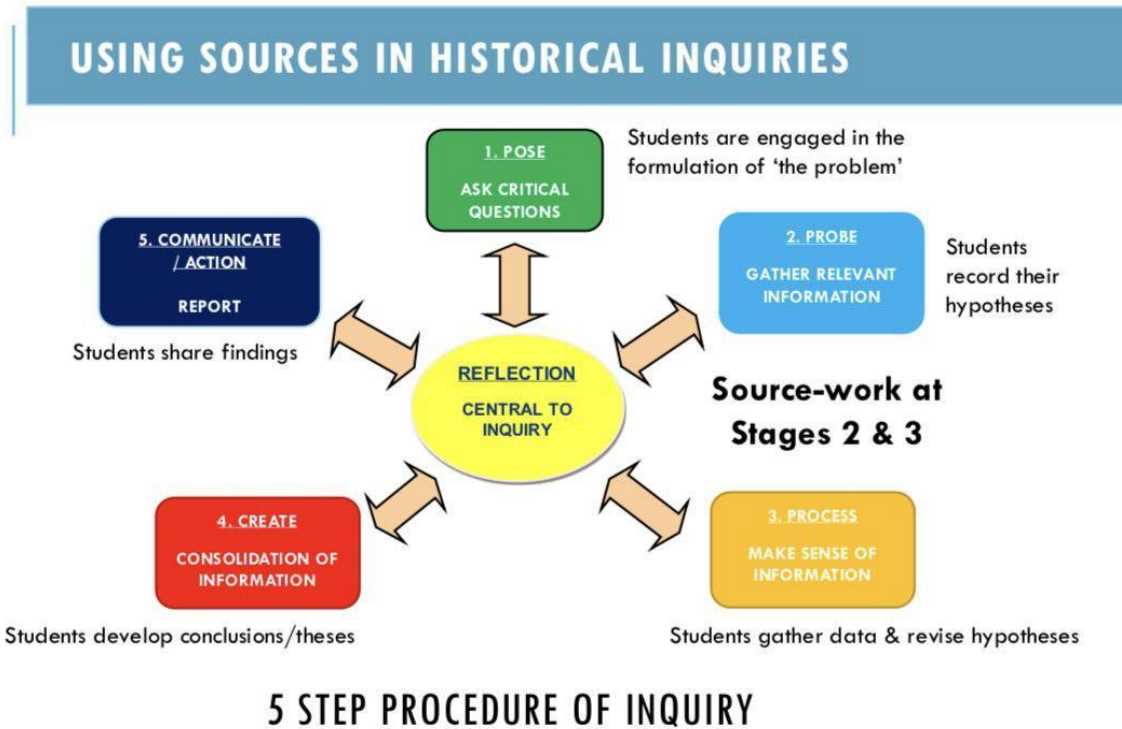 USING SOURCES IN HISTORICAL INQUIRIES
1. POSE
ASK CRITICAL
QUESTIONS
Students are engaged in the
formulation of ‘the problem’
2. PROBE
GATHER RELEVANT
INFORMATION
Students
record their
hypotheses
5. COMMUNICATE
/ ACTION
REPORT
Students share findings
REFLECTION
CENTRAL TO
INQUIRY
Source-work at
Stages 2 & 3
3. PROCESS
MAKE SENSE OF
INFORMATION
Students gather data & revise hypotheses
4. CREATE
CONSOLIDATION OF
INFORMATION
Students develop conclusions/theses
5 STEP PROCEDURE OF INQUIRY